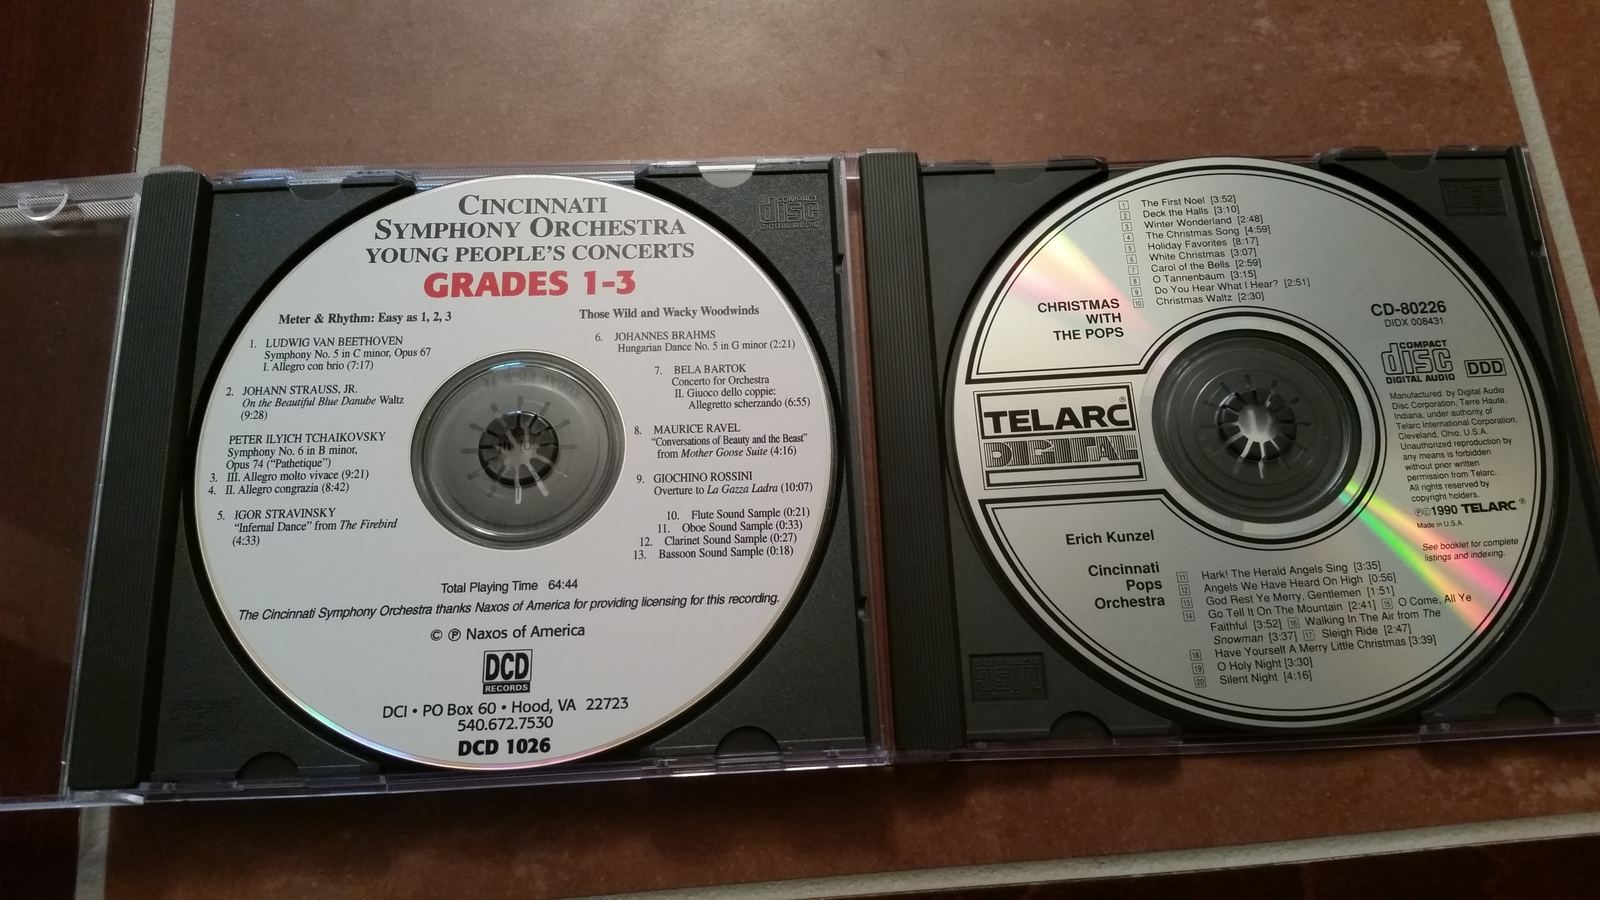 CINCINNATI
SYMPHONY ORCHESTRA
YOUNG PEOPLE'S CONCERTS
GRADES 1-3
Meter & Rhythm: Easy as 1, 2, 3
1. LUDWIG VAN BEETHOVEN
Symphony No. 5 in C minor, Opus 67
I. Allegro con brio (7:17)
2. JOHANN STRAUSS, JR.
On the Beautiful Blue Danube Waltz
(9:28)
PETER ILYICH TCHAIKOVSKY
Symphony No. 6 in B minor,
Opus 74 ("Pathetique")
3. III. Allegro molto vivace (9:21)
4. II. Allegro congrazia (8:42)
5. IGOR STRAVINSKY
"Infernal Dance" from The Firebird
(4:33)
Those Wild and Wacky Woodwinds
6. JOHANNES BRAHMS
Hungarian Dance No. 5 in G minor (2:21)
7. BELA BARTOK
Concerto for Orchestra
II. Giuoco dello coppie:
Allegretto scherzando (6:55)
8. MAURICE RAVEL
"Conversations of Beauty and the Beast"
from Mother Goose Suite (4:16)
9. GIOCHINO ROSSINI
Overture to La Gazza Ladra (10:07)
10. Flute Sound Sample (0:21)
11. Oboe Sound Sample (0:33)
12. Clarinet Sound Sample (0:27)
13. Bassoon Sound Sample (0:18)
Total Playing Time 64:44
The Cincinnati Symphony Orchestra thanks Naxos of America for providing licensing for this recording.
© ℗ Naxos of America
DCD
RECORDS
DCI • PO Box 60 • Hood, VA 22723
540.672.7530
DCD 1026
COMPACT
disc
DIGITAL AUDIO
1 The First Noel [3:52]
2 Deck the Halls [3:10]
3 Winter Wonderland [2:48]
4 The Christmas Song [4:59]
5 Holiday Favorites [8:17]
6 White Christmas [3:07]
7 Carol of the Bells [2:59]
8 O Tannenbaum [3:15]
9 Do You Hear What I Hear? [2:51]
10 Christmas Waltz [2:30]
CHRISTMAS
WITH
THE POPS
CD-80226
DIDX 008431
COMPACT
disc
DIGITAL AUDIO
DDD
TELARC®
DIGITAL
Manufactured by Digital Audio
Disc Corporation, Terre Haute,
Indiana, under authority of
Telarc International Corporation,
Cleveland, Ohio, U.S.A.
Unauthorized reproduction by
any means is forbidden
without prior written
permission from Telarc.
All rights reserved by
copyright holders.
℗©1990 TELARC®
Made in U.S.A.
See booklet for complete
listings and indexing.
Erich Kunzel
Cincinnati
Pops
Orchestra
11 Hark! The Herald Angels Sing [3:35]
12 Angels We Have Heard On High [0:56]
13 God Rest Ye Merry, Gentlemen [1:51]
14 Go Tell It On The Mountain [2:41] 15 O Come, All Ye
Faithful [3:52] 16 Walking In The Air from The
Snowman [3:37] 17 Sleigh Ride [2:47]
18 Have Yourself A Merry Little Christmas [3:39]
19 O Holy Night [3:30]
20 Silent Night [4:16]